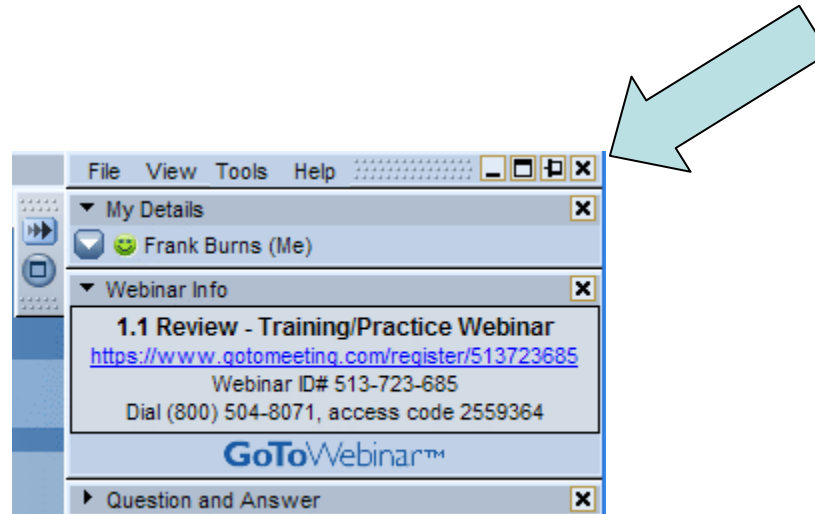 File View Tools Help
My Details
Frank Burns (Me)
Webinar Info
1.1 Review - Training/Practice Webinar
https://www.gotomeeting.com/register/513723685
Webinar ID# 513-723-685
Dial (800) 504-8071, access code 2559364
GoToWebinar™
Question and Answer